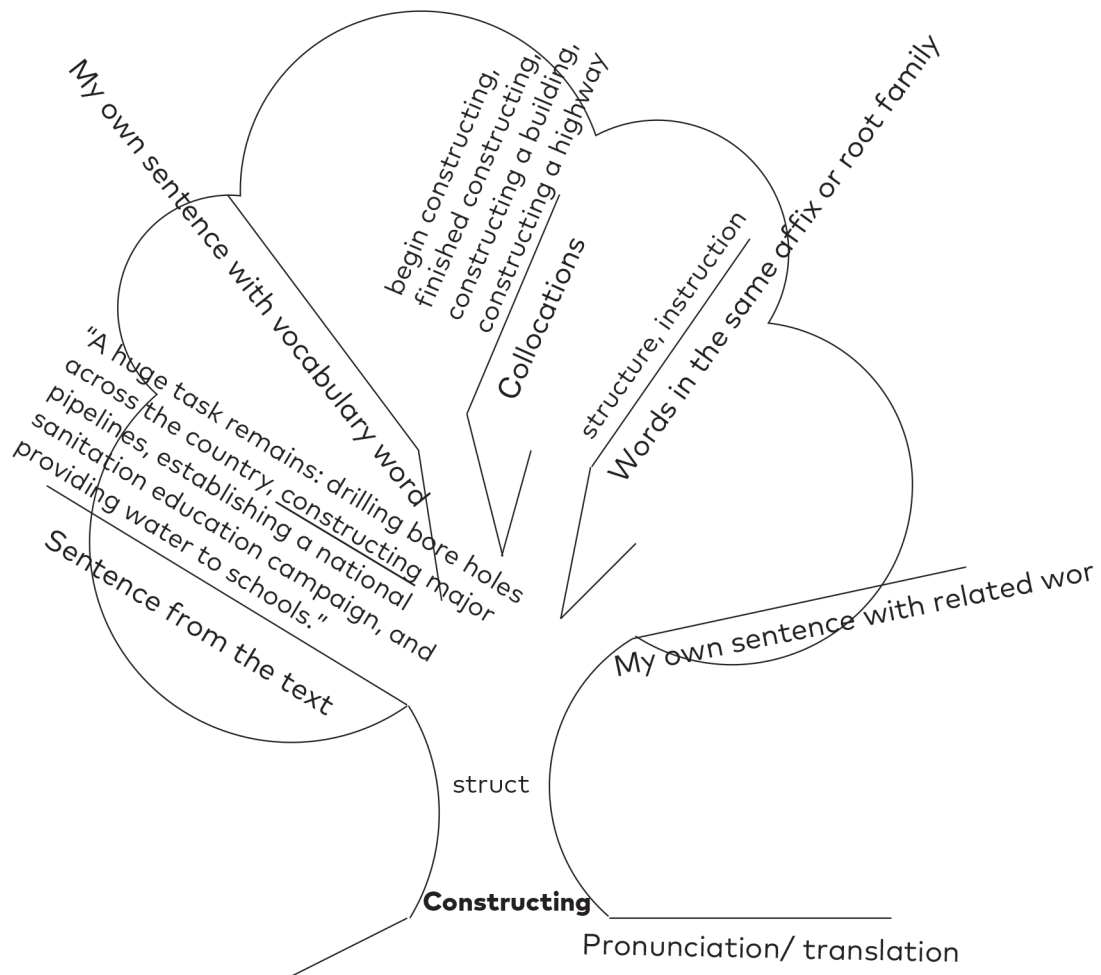 My own sentence with vocabulary word
begin constructing,
finished constructing,
constructing a building,
constructing a highway
Collocations
structure, instruction
Words in the same affix or root family
"A huge task remains: drilling bore holes
across the country, constructing major
pipelines, establishing a national
sanitation education campaign, and
providing water to schools."
Sentence from the text
My own sentence with related wor
struct
Constructing
Pronunciation/ translation